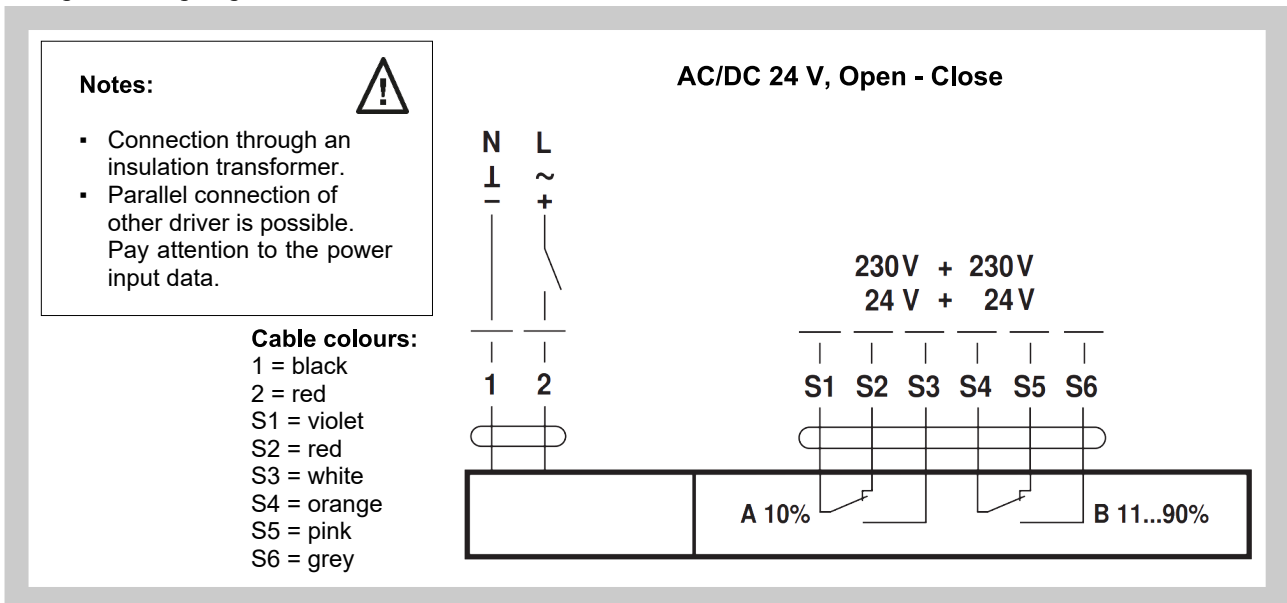 Notes:
▪ Connection through an
insulation transformer.
▪ Parallel connection of
other driver is possible.
Pay attention to the power
input data.
Cable colours:
1 = black
2 = red
S1 = violet
S2 = red
S3 = white
S4 = orange
S5 = pink
S6 = grey
AC/DC 24 V, Open - Close
N L
⊥ ~
− +
230 V + 230 V
24 V + 24 V
1 2
S1 S2 S3 S4 S5 S6
A 10% B 11...90%